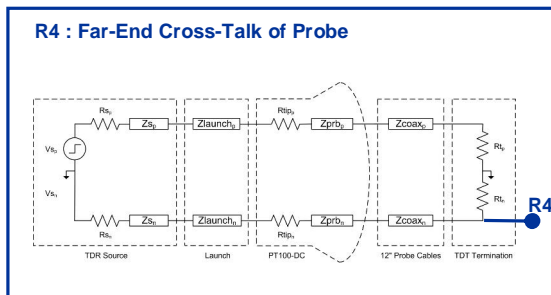 R4 : Far-End Cross-Talk of Probe
Rsp Zsp Zlaunchp Rtipp Zprbp Zcoaxp
Vsp
Rtp
Vsn
Rtn
R4
Rsn Zsn Zlaunchn Rtipn Zprbn Zcoaxn
TDR Source Launch PT100-DC 12" Probe Cables TDT Termination